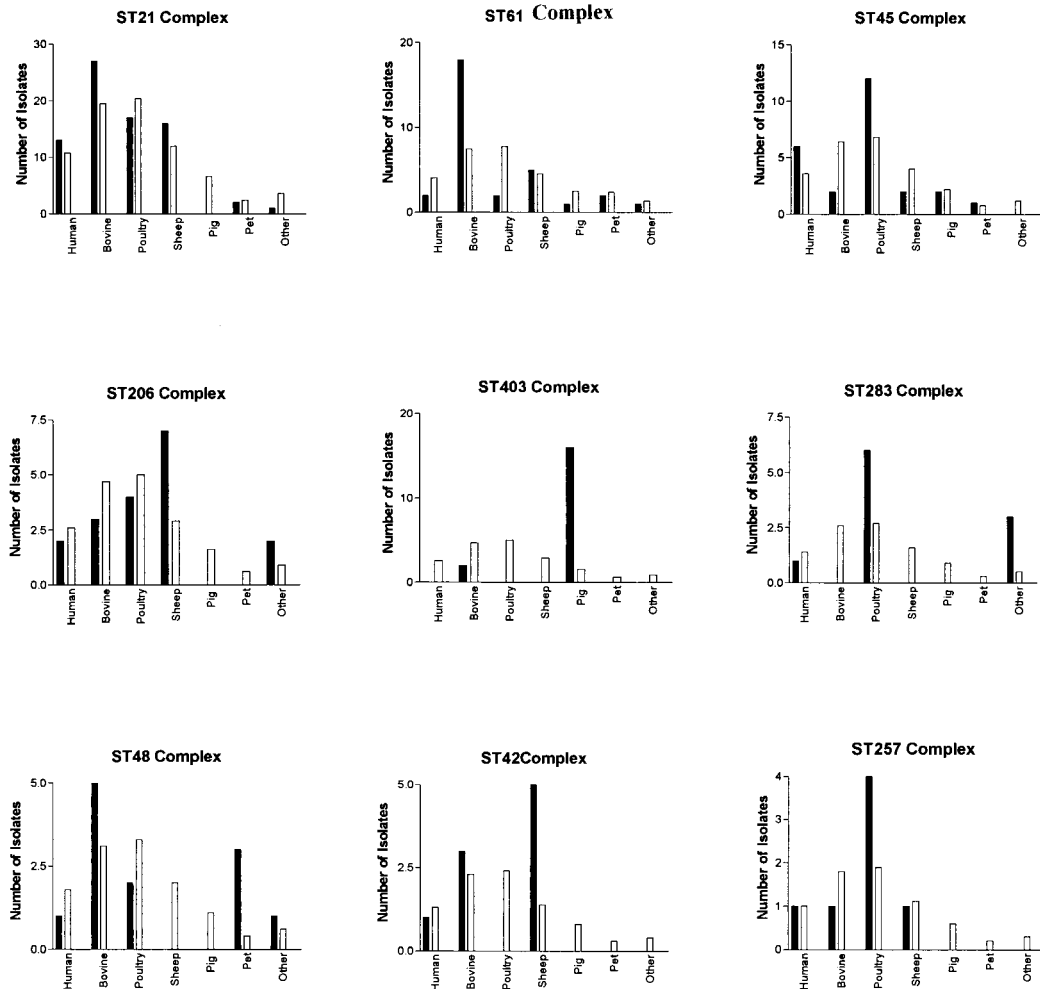 ST21 Complex
Number of Isolates
30
20
10
0
Human
Bovine
Poultry
Sheep
Pig
Pet
Other
ST61 Complex
Number of Isolates
20
10
0
Human
Bovine
Poultry
Sheep
Pig
Pet
Other
ST45 Complex
Number of Isolates
15
10
5
0
Human
Bovine
Poultry
Sheep
Pig
Pet
Other
ST206 Complex
Number of Isolates
7.5
5.0
2.5
0.0
Human
Bovine
Poultry
Sheep
Pig
Pet
Other
ST403 Complex
Number of Isolates
20
10
0
Human
Bovine
Poultry
Sheep
Pig
Pet
Other
ST283 Complex
Number of Isolates
7.5
5.0
2.5
0.0
Human
Bovine
Poultry
Sheep
Pig
Pet
Other
ST48 Complex
Number of Isolates
5.0
2.5
0.0
Human
Bovine
Poultry
Sheep
Pig
Pet
Other
ST42Complex
Number of Isolates
5.0
2.5
0.0
Human
Bovine
Poultry
Sheep
Pig
Pet
Other
ST257 Complex
Number of Isolates
4
3
2
1
0
Human
Bovine
Poultry
Sheep
Pig
Pet
Other